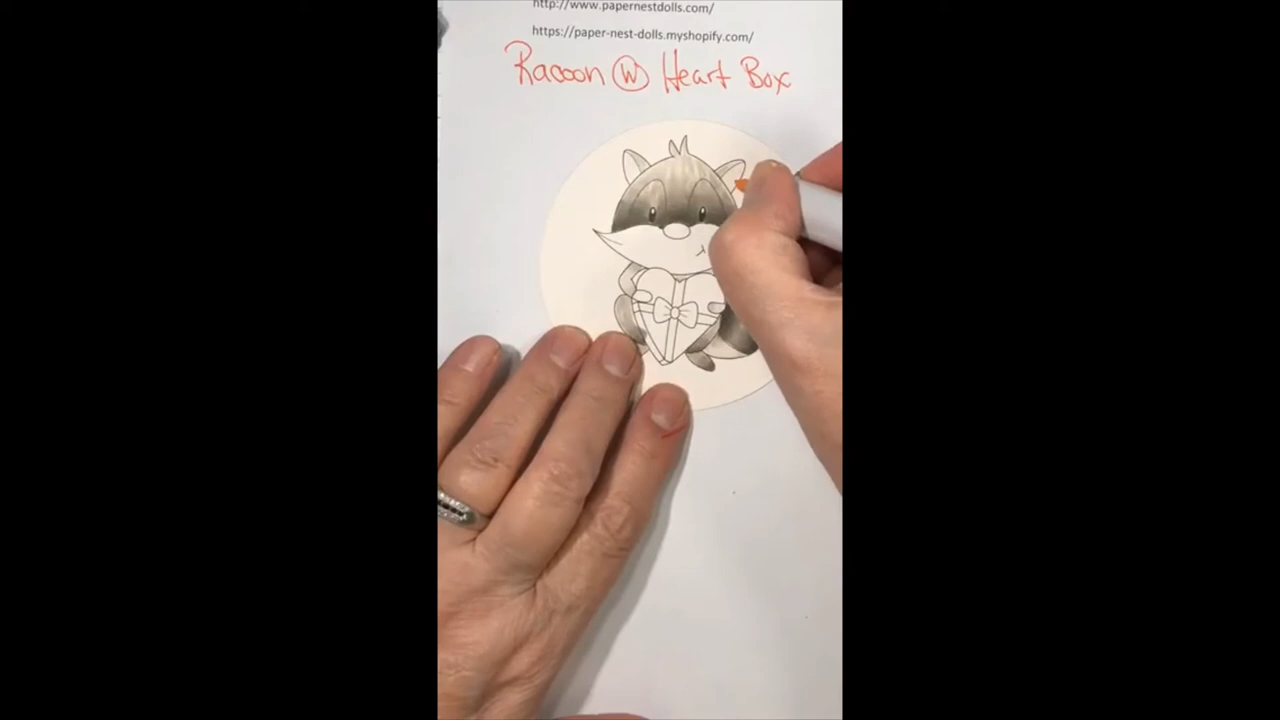 http://www.papernestdolls.com/
https://paper-nest-dolls.myshopify.com/
Racoon W Heart Box